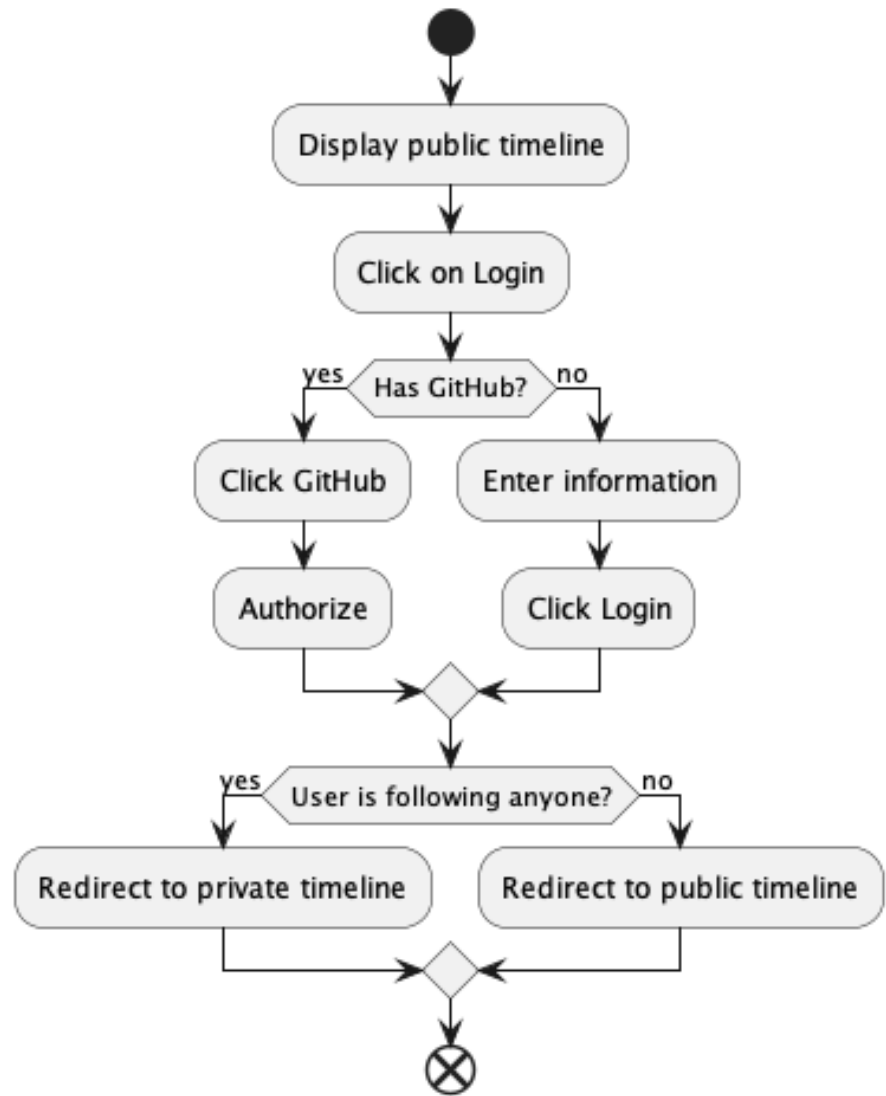 Display public timeline
Click on Login
yes
Has GitHub?
no
Click GitHub
Enter information
Authorize
Click Login
yes
User is following anyone?
no
Redirect to private timeline
Redirect to public timeline